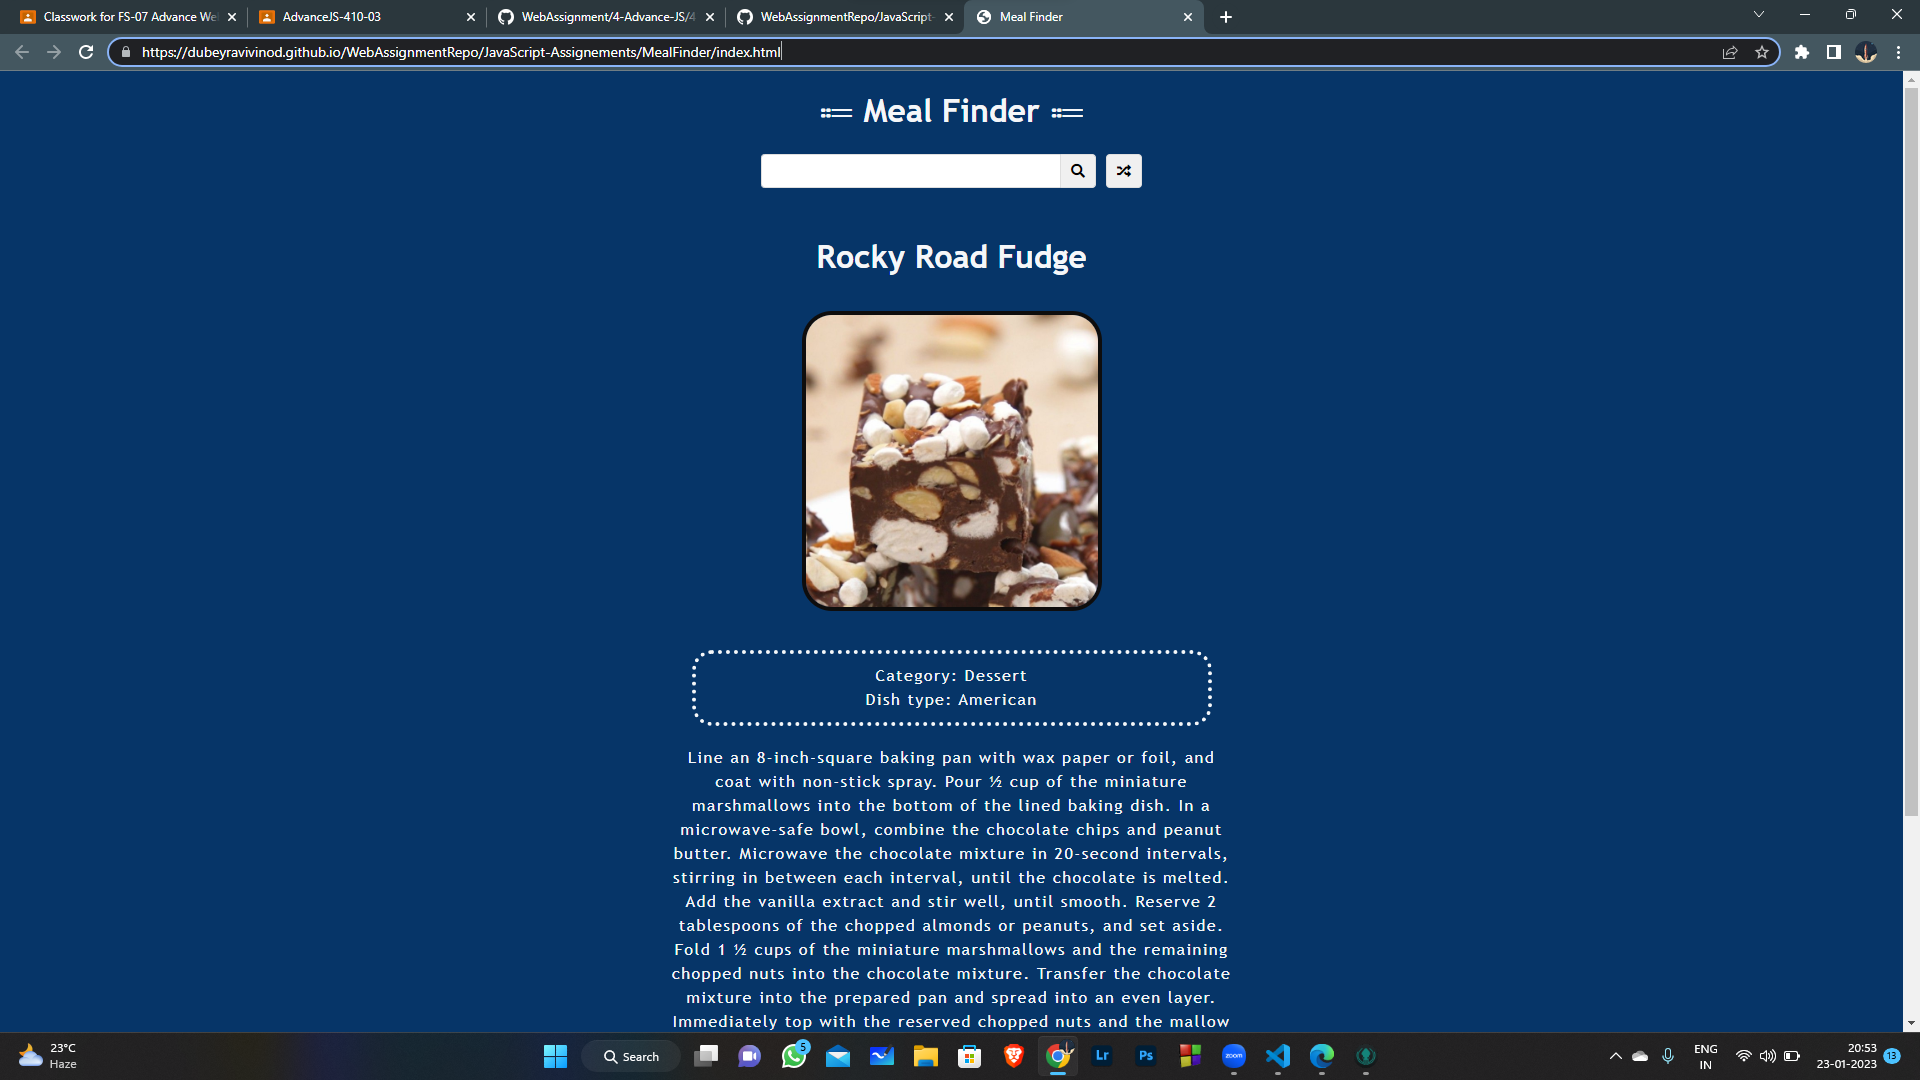 Classwork for FS-07 Advance We
AdvanceJS-410-03
WebAssignment/4-Advance-JS/4
WebAssignmentRepo/JavaScript-
Meal Finder
https://dubeyravivinod.github.io/WebAssignmentRepo/JavaScript-Assignements/MealFinder/index.html
Meal Finder
Rocky Road Fudge
Category: Dessert
Dish type: American
Line an 8-inch-square baking pan with wax paper or foil, and
coat with non-stick spray. Pour ½ cup of the miniature
marshmallows into the bottom of the lined baking dish. In a
microwave-safe bowl, combine the chocolate chips and peanut
butter. Microwave the chocolate mixture in 20-second intervals,
stirring in between each interval, until the chocolate is melted.
Add the vanilla extract and stir well, until smooth. Reserve 2
tablespoons of the chopped almonds or peanuts, and set aside.
Fold 1 ½ cups of the miniature marshmallows and the remaining
chopped nuts into the chocolate mixture. Transfer the chocolate
mixture into the prepared pan and spread into an even layer.
Immediately top with the reserved chopped nuts and the mallow
23°C
Haze
Search
5
Lr
Ps
zoom
ENG
IN
20:53
23-01-2023
13